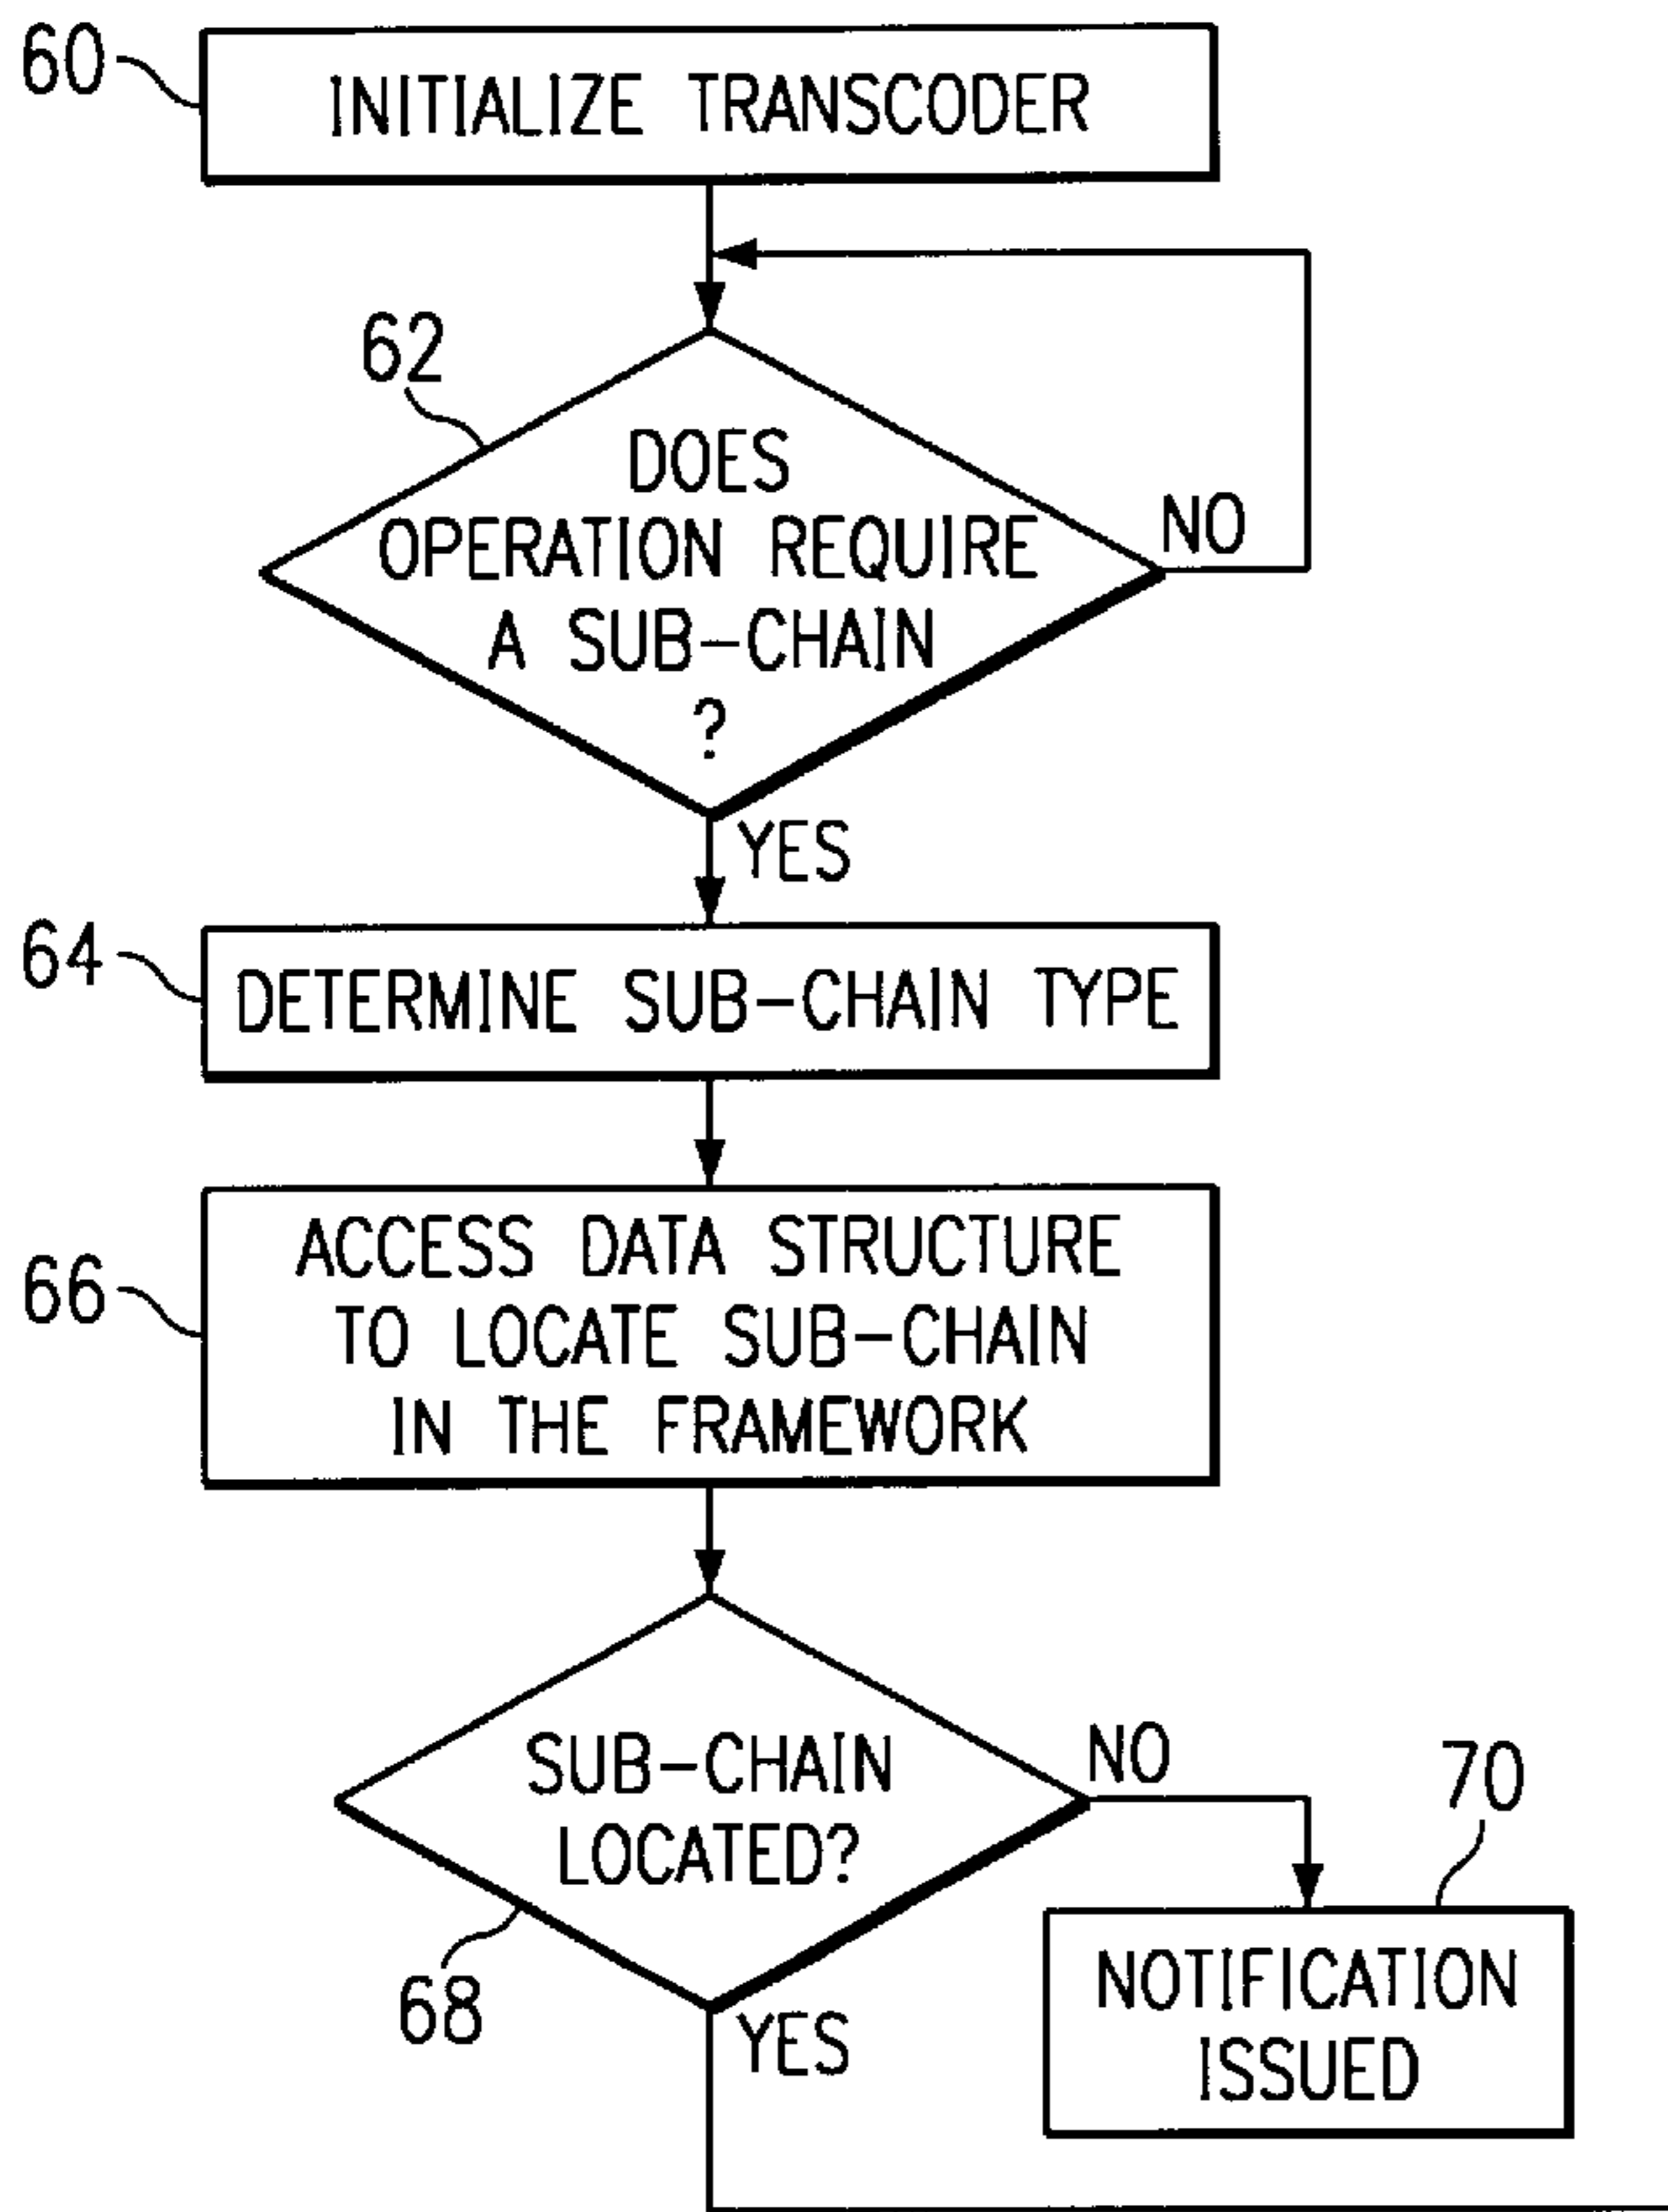 60
INITIALIZE TRANSCODER
62
DOES
OPERATION REQUIRE
A SUB-CHAIN
?
NO
YES
64
DETERMINE SUB-CHAIN TYPE
66
ACCESS DATA STRUCTURE
TO LOCATE SUB-CHAIN
IN THE FRAMEWORK
SUB-CHAIN
LOCATED?
NO
70
68
YES
NOTIFICATION
ISSUED